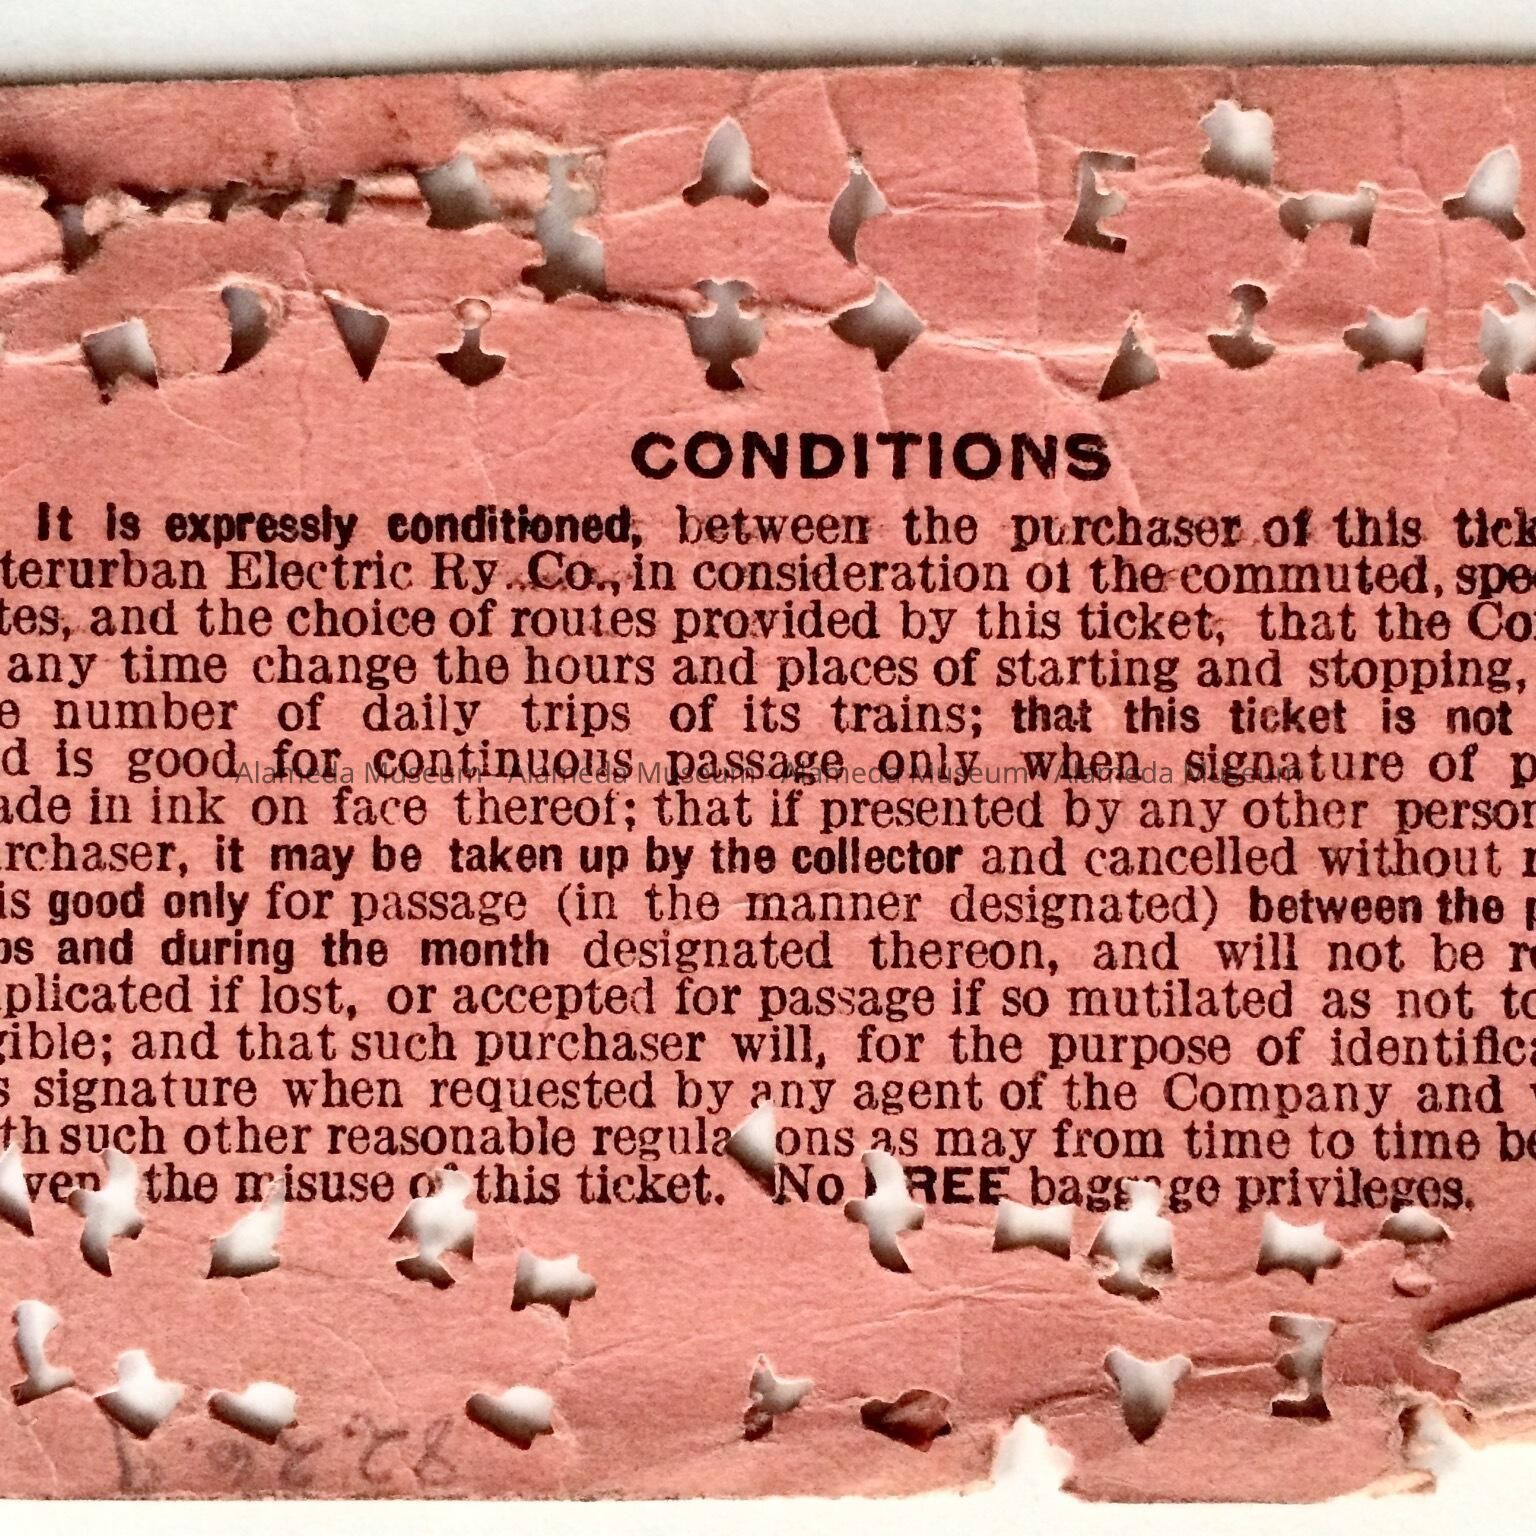 CONDITIONS
It is expressly conditioned, between the purchaser of this tick
terurban Electric Ry. Co., in consideration of the commuted, spe
tes, and the choice of routes provided by this ticket, that the Co
any time change the hours and places of starting and stopping,
e number of daily trips of its trains; that this ticket is not
d is good for continuous passage only when signature of p
Alameda Museum - Alameda Museum - Alameda Museum - Alameda Museum
ade in ink on face thereof; that if presented by any other person
rchaser, it may be taken up by the collector and cancelled without r
is good only for passage (in the manner designated) between the p
ps and during the month designated thereon, and will not be re
plicated if lost, or accepted for passage if so mutilated as not to
gible; and that such purchaser will, for the purpose of identifica
s signature when requested by any agent of the Company and w
th such other reasonable regula ons as may from time to time be
ven the misuse of this ticket. No FREE baggage privileges.